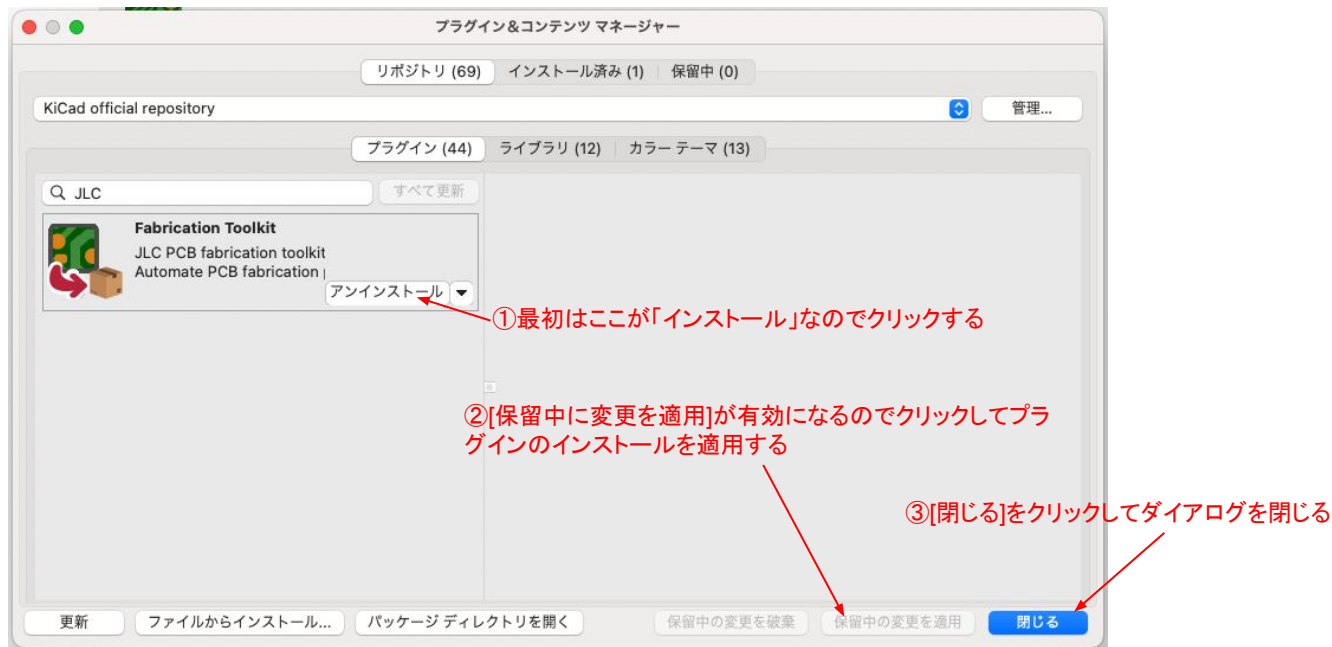 プラグイン＆コンテンツ マネージャー
リポジトリ (69) インストール済み (1) 保留中 (0)
KiCad official repository 管理...
プラグイン (44) ライブラリ (12) カラー テーマ (13)
JLC すべて更新
Fabrication Toolkit
JLC PCB fabrication toolkit
Automate PCB fabrication
アンインストール
①最初はここが「インストール」なのでクリックする
②[保留中に変更を適用]が有効になるのでクリックしてプラ
グインのインストールを適用する
③[閉じる]をクリックしてダイアログを閉じる
更新 ファイルからインストール... パッケージ ディレクトリを開く 保留中の変更を破棄 保留中の変更を適用 閉じる